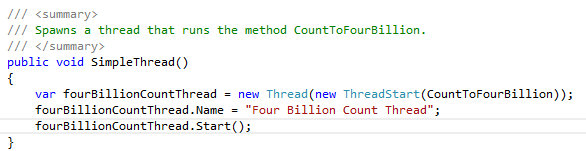 /// <summary>
/// Spawns a thread that runs the method CountToFourBillion.
/// </summary>
public void SimpleThread()
{
    var fourBillionCountThread = new Thread(new ThreadStart(CountToFourBillion));
    fourBillionCountThread.Name = "Four Billion Count Thread";
    fourBillionCountThread.Start();
}